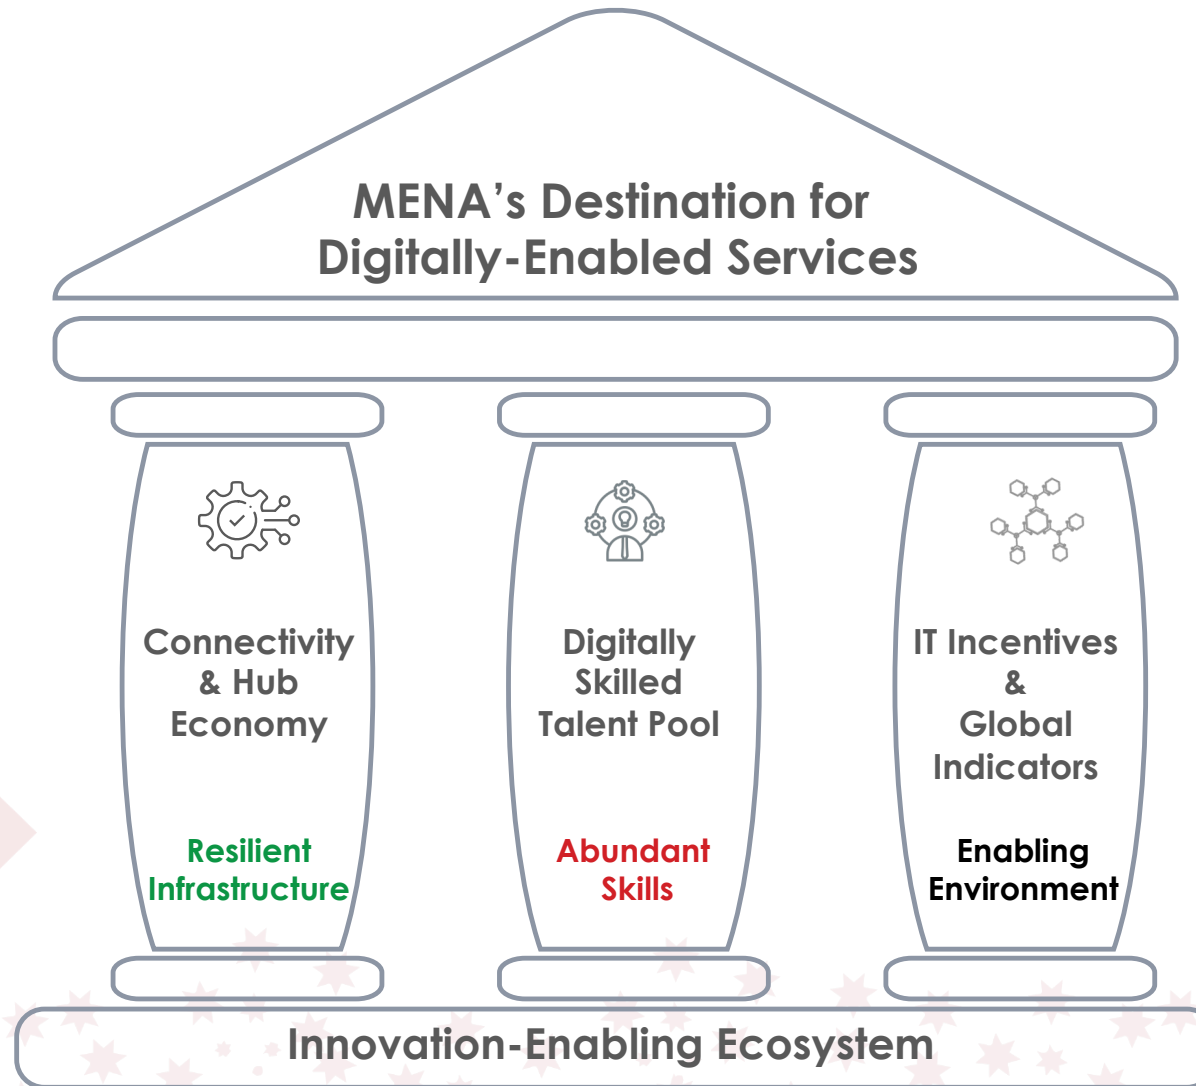 MENA’s Destination for
Digitally-Enabled Services
Connectivity
& Hub
Economy
Resilient
Infrastructure
Digitally
Skilled
Talent Pool
Abundant
Skills
IT Incentives
&
Global
Indicators
Enabling
Environment
Innovation-Enabling Ecosystem